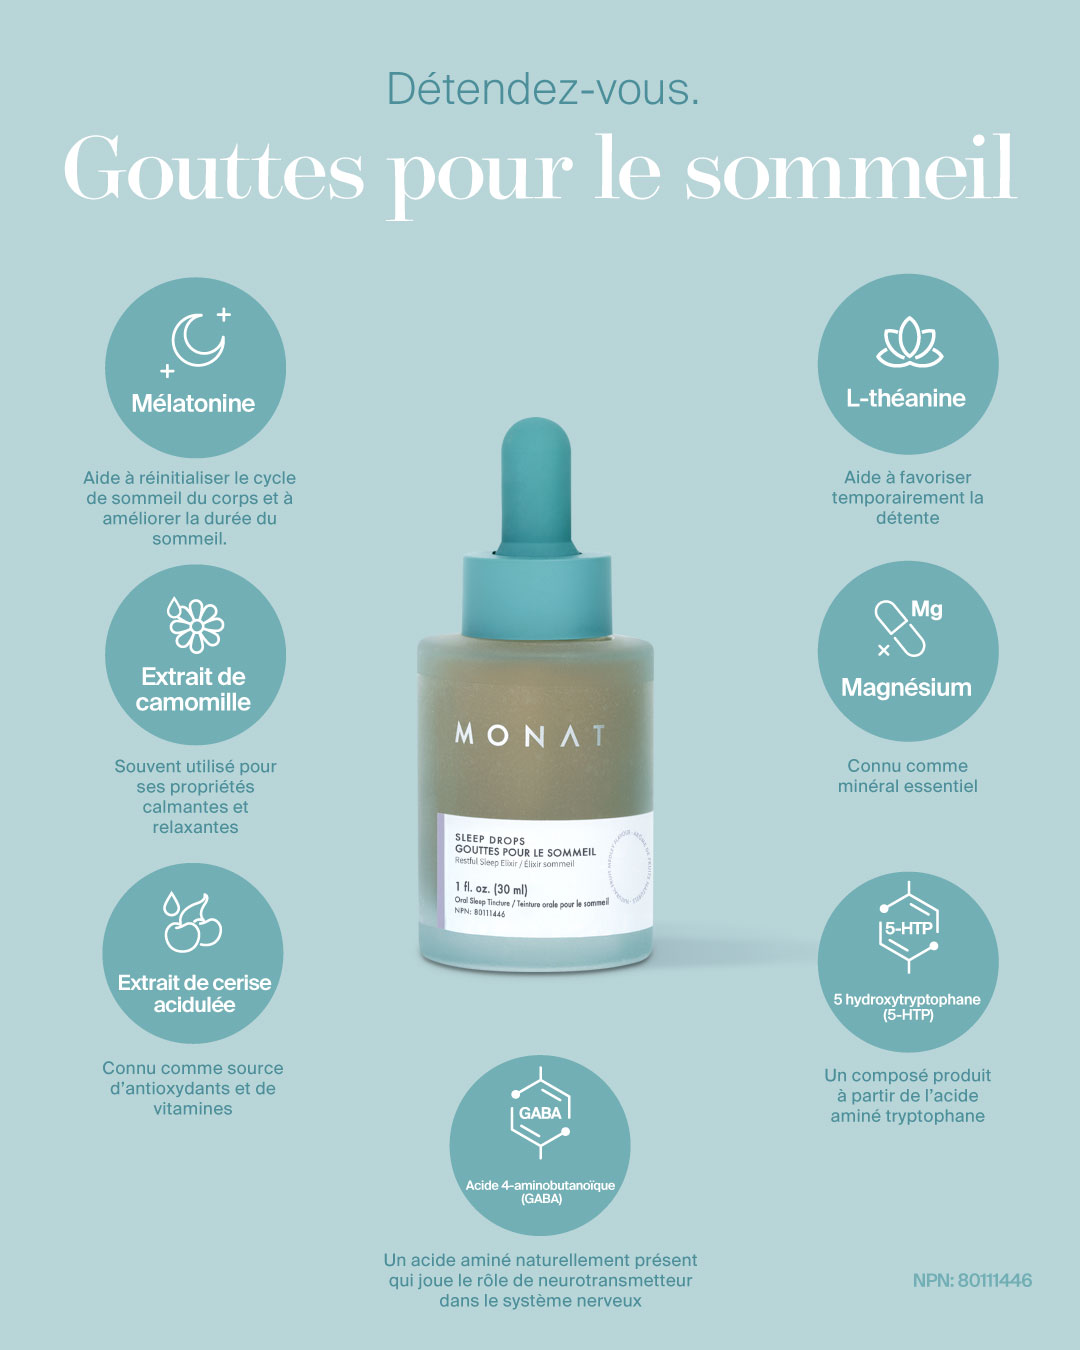 Détendez-vous.
Gouttes pour le sommeil
Mélatonine
Aide à réinitialiser le cycle
de sommeil du corps et à
améliorer la durée du
sommeil.
L-théanine
Aide à favoriser
temporairement la
détente
Extrait de
camomille
Souvent utilisé pour
ses propriétés
calmantes et
relaxantes
Mg
Magnésium
Connu comme
minéral essentiel
MONAT
SLEEP DROPS
GOUTTES POUR LE SOMMEIL
Restful Sleep Elixir / Élixir sommeil
1 fl. oz. (30 ml)
Oral Sleep Tincture / Teinture orale pour le sommeil
NPN: 80111446
Extrait de cerise
acidulée
Connu comme source
d'antioxydants et de
vitamines
5-HTP
5 hydroxytryptophane
(5-HTP)
Un composé produit
à partir de l'acide
aminé tryptophane
GABA
Acide 4-aminobutanoïque
(GABA)
Un acide aminé naturellement présent
qui joue le rôle de neurotransmetteur
dans le système nerveux
NPN: 80111446